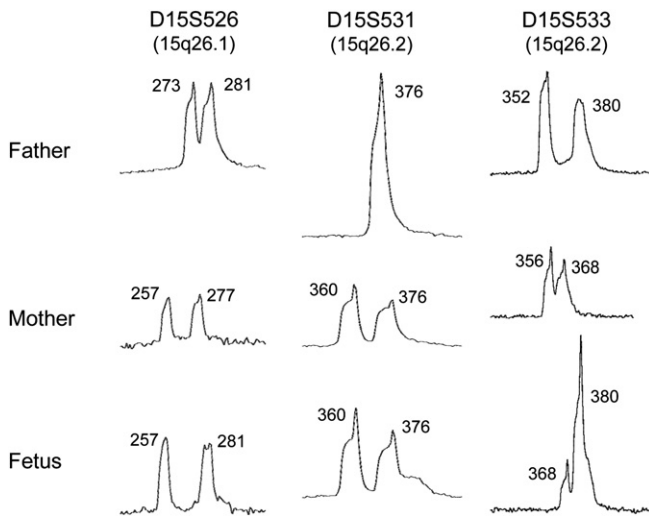 D15S526 D15S531 D15S533
(15q26.1) (15q26.2) (15q26.2)
Father 273 281 376 352 380
Mother 257 277 360 376 356 368
Fetus 257 281 360 376 368 380